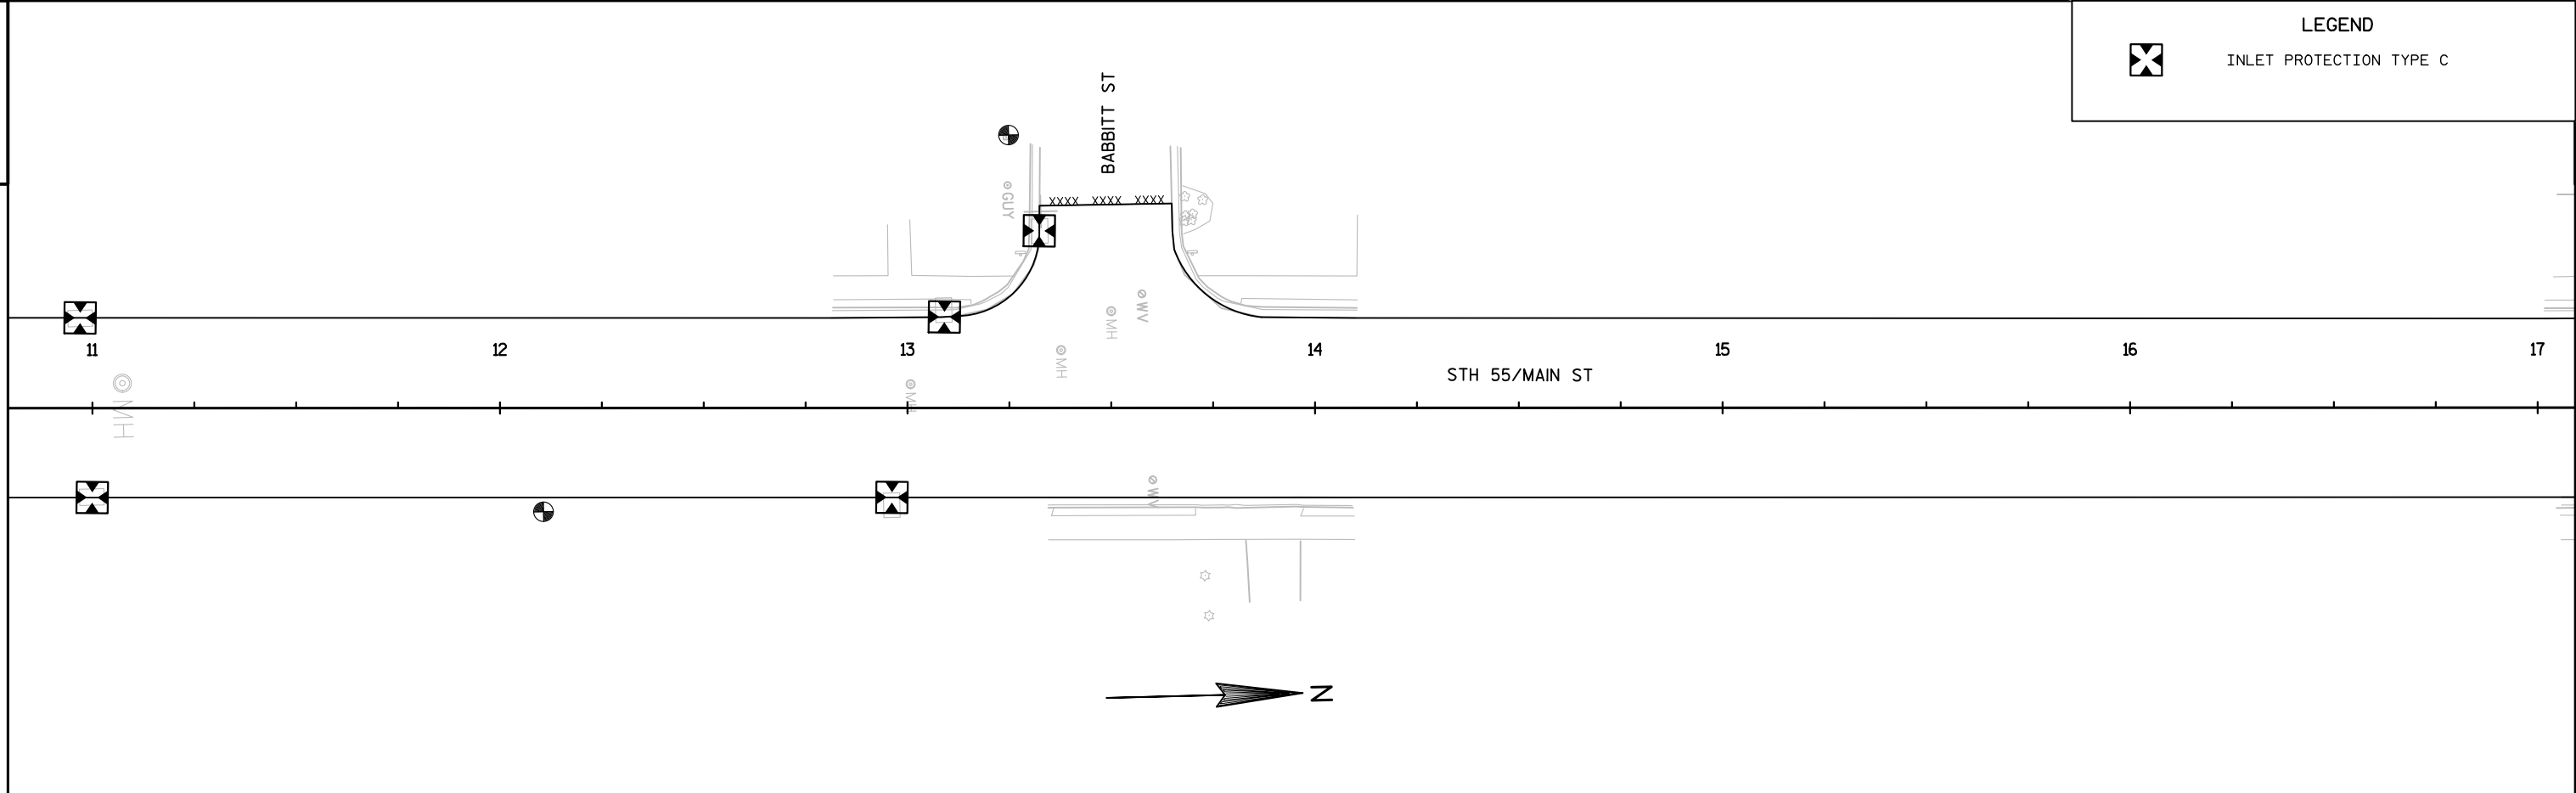 LEGEND
INLET PROTECTION TYPE C
BABBITT ST
XXXX XXXX XXXX
GUY
WV
MH
MH
11 12 13 14 15 16 17
STH 55/MAIN ST
MH
MH
WV
N